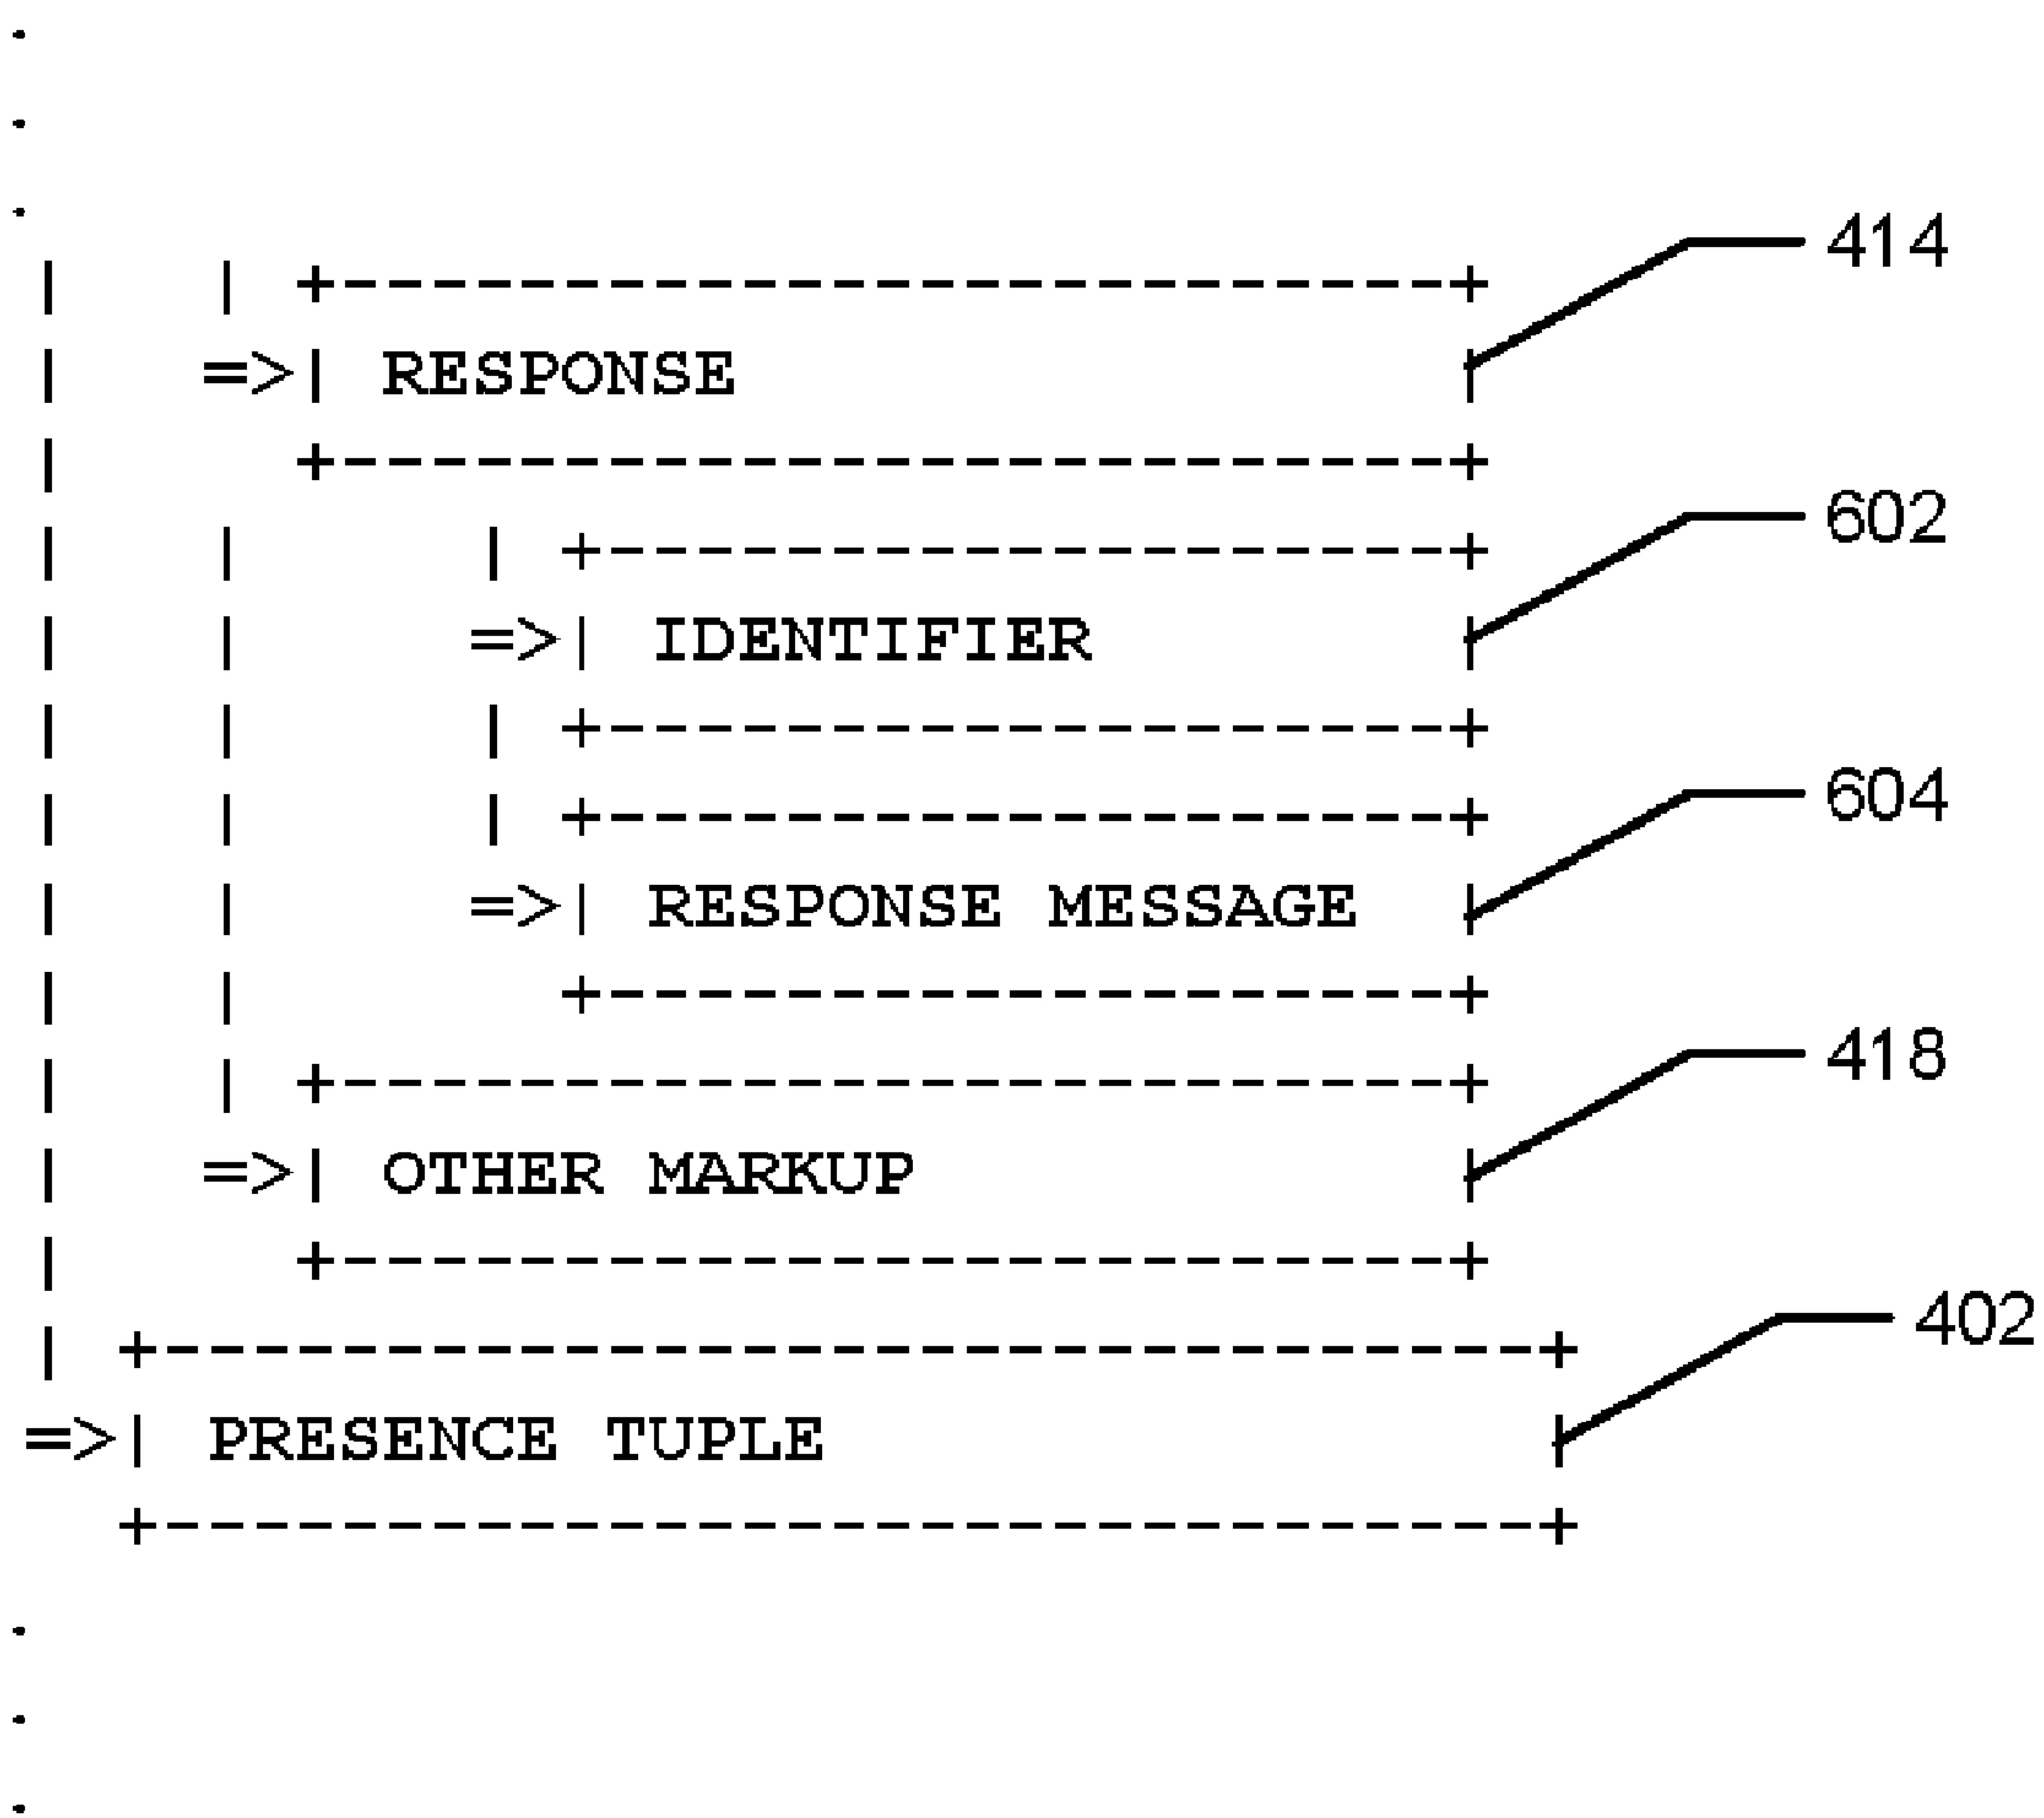 .
.
.
| | +--------------------------+ 414
| =>| RESPONSE |
| +--------------------------+
| | | +--------------------+ 602
| | =>| IDENTIFIER |
| | | +--------------------+
| | | +--------------------+ 604
| | =>| RESPONSE MESSAGE |
| | +--------------------+
| | +--------------------------+ 418
| =>| OTHER MARKUP |
| +--------------------------+
| +--------------------------------+ 402
=>| PRESENCE TUPLE |
+--------------------------------+
.
.
.